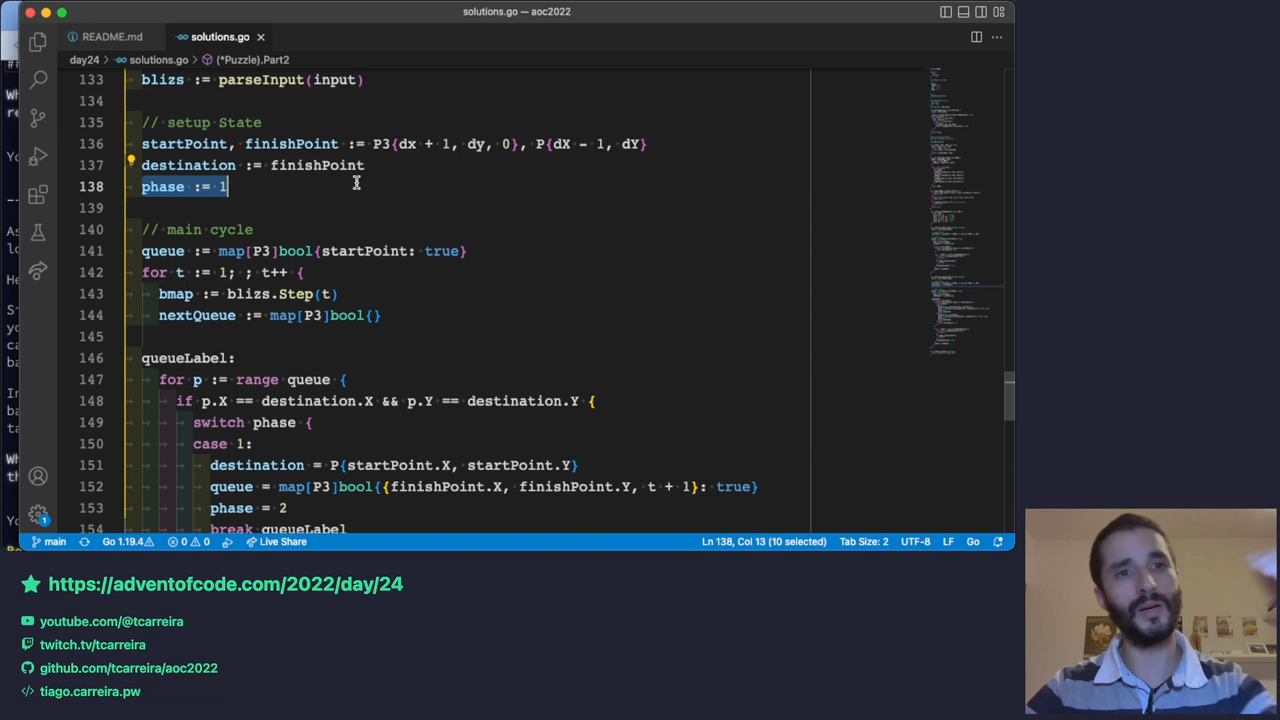 solutions.go — aoc2022
README.md
solutions.go
day24 > solutions.go > (*Puzzle).Part2
133 blizs := parseInput(input)
134
135 // setup State
136 startPoint, finishPoint := P3{dx + 1, dy, 0}, P{dX - 1, dY}
137 destination := finishPoint
138 phase := 1
139
140 // main cycle
141 queue := map[P3]bool{startPoint: true}
142 for t := 1; ; t++ {
143 bmap := blizs.Step(t)
144 nextQueue := map[P3]bool{}
145
146 queueLabel:
147 for p := range queue {
148 if p.X == destination.X && p.Y == destination.Y {
149 switch phase {
150 case 1:
151 destination = P{startPoint.X, startPoint.Y}
152 queue = map[P3]bool{{finishPoint.X, finishPoint.Y, t + 1}: true}
153 phase = 2
154 break queueLabel
main Go 1.19.4 0 0 Live Share Ln 138, Col 13 (10 selected) Tab Size: 2 UTF-8 LF Go
https://adventofcode.com/2022/day/24
youtube.com/@tcarreira
twitch.tv/tcarreira
github.com/tcarreira/aoc2022
tiago.carreira.pw